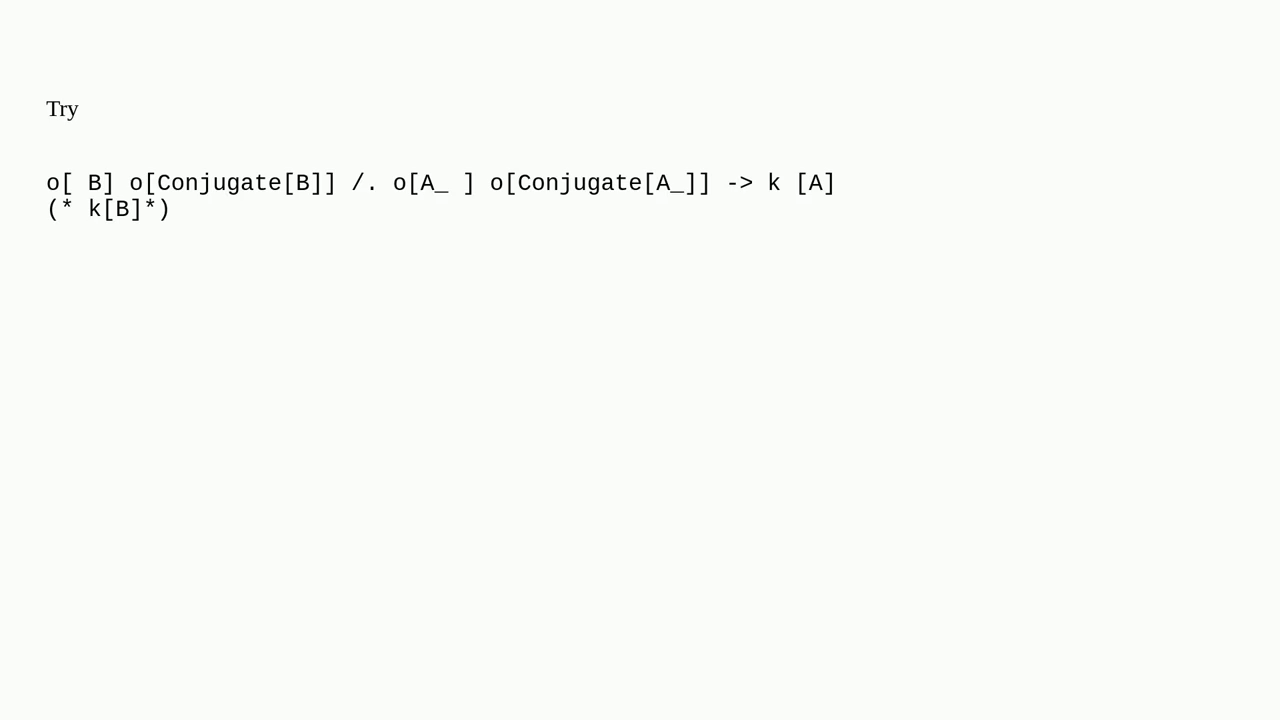 Try
o[ B] o[Conjugate[B]] /. o[A_ ] o[Conjugate[A_]] -> k [A]
(* k[B]*)